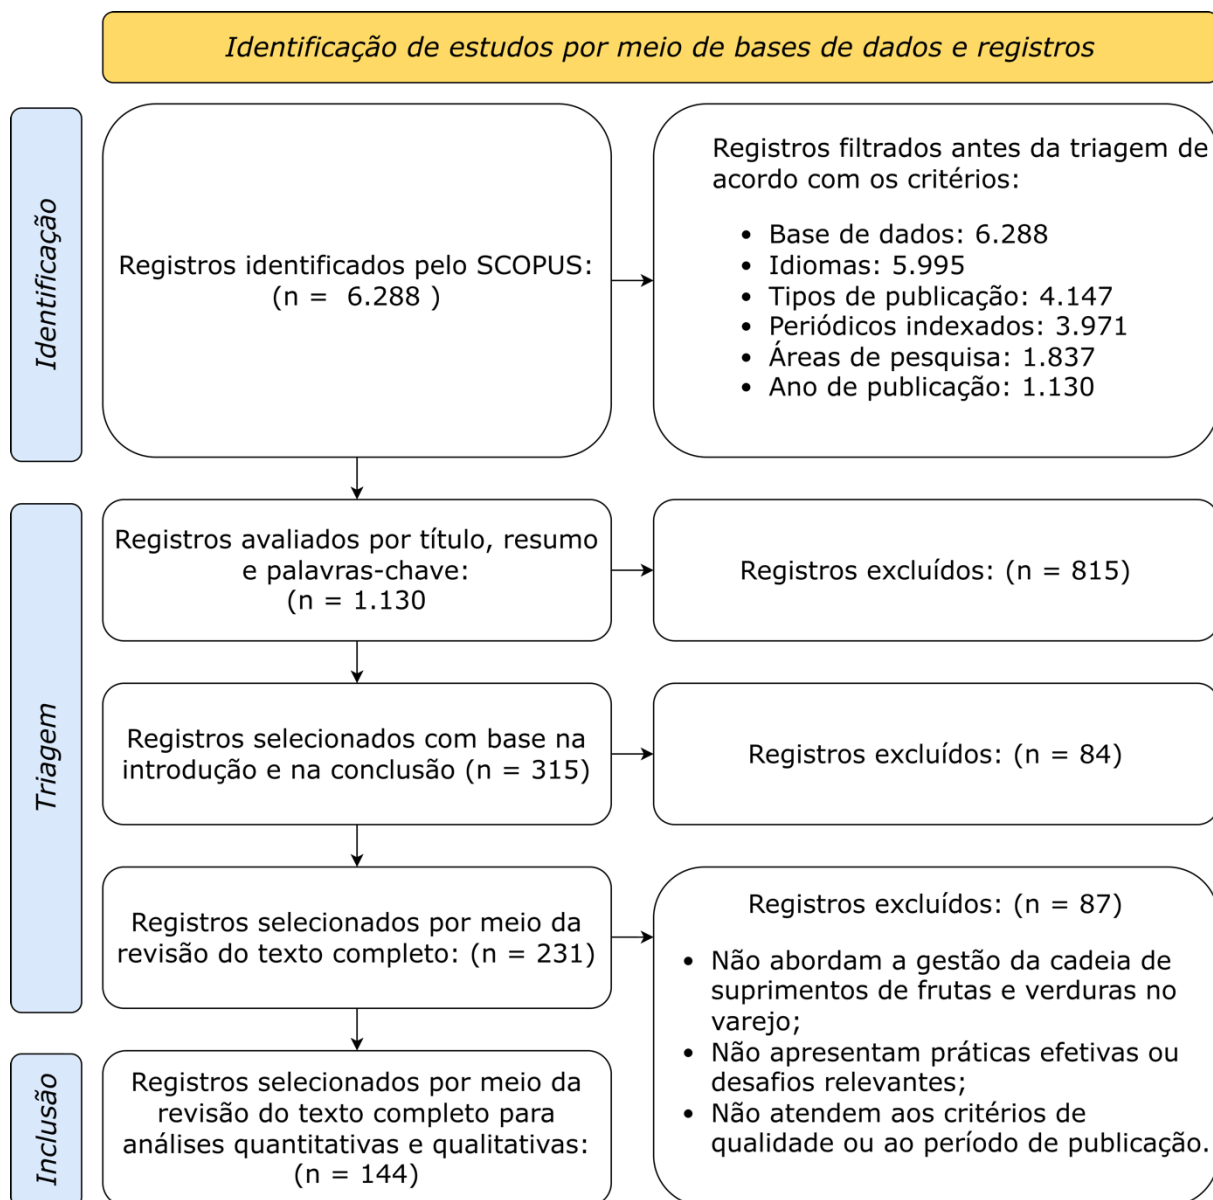 Identificação de estudos por meio de bases de dados e registros
Identificação
Registros identificados pelo SCOPUS:
(n =  6.288 )
Registros filtrados antes da triagem de
acordo com os critérios:
• Base de dados: 6.288
• Idiomas: 5.995
• Tipos de publicação: 4.147
• Periódicos indexados: 3.971
• Áreas de pesquisa: 1.837
• Ano de publicação: 1.130
Triagem
Registros avaliados por título, resumo
e palavras-chave:
(n = 1.130
Registros excluídos: (n = 815)
Registros selecionados com base na
introdução e na conclusão (n = 315)
Registros excluídos: (n = 84)
Registros selecionados por meio da
revisão do texto completo: (n = 231)
Registros excluídos: (n = 87)
• Não abordam a gestão da cadeia de
suprimentos de frutas e verduras no
varejo;
• Não apresentam práticas efetivas ou
desafios relevantes;
• Não atendem aos critérios de
qualidade ou ao período de publicação.
Inclusão
Registros selecionados por meio da
revisão do texto completo para
análises quantitativas e qualitativas:
(n = 144)